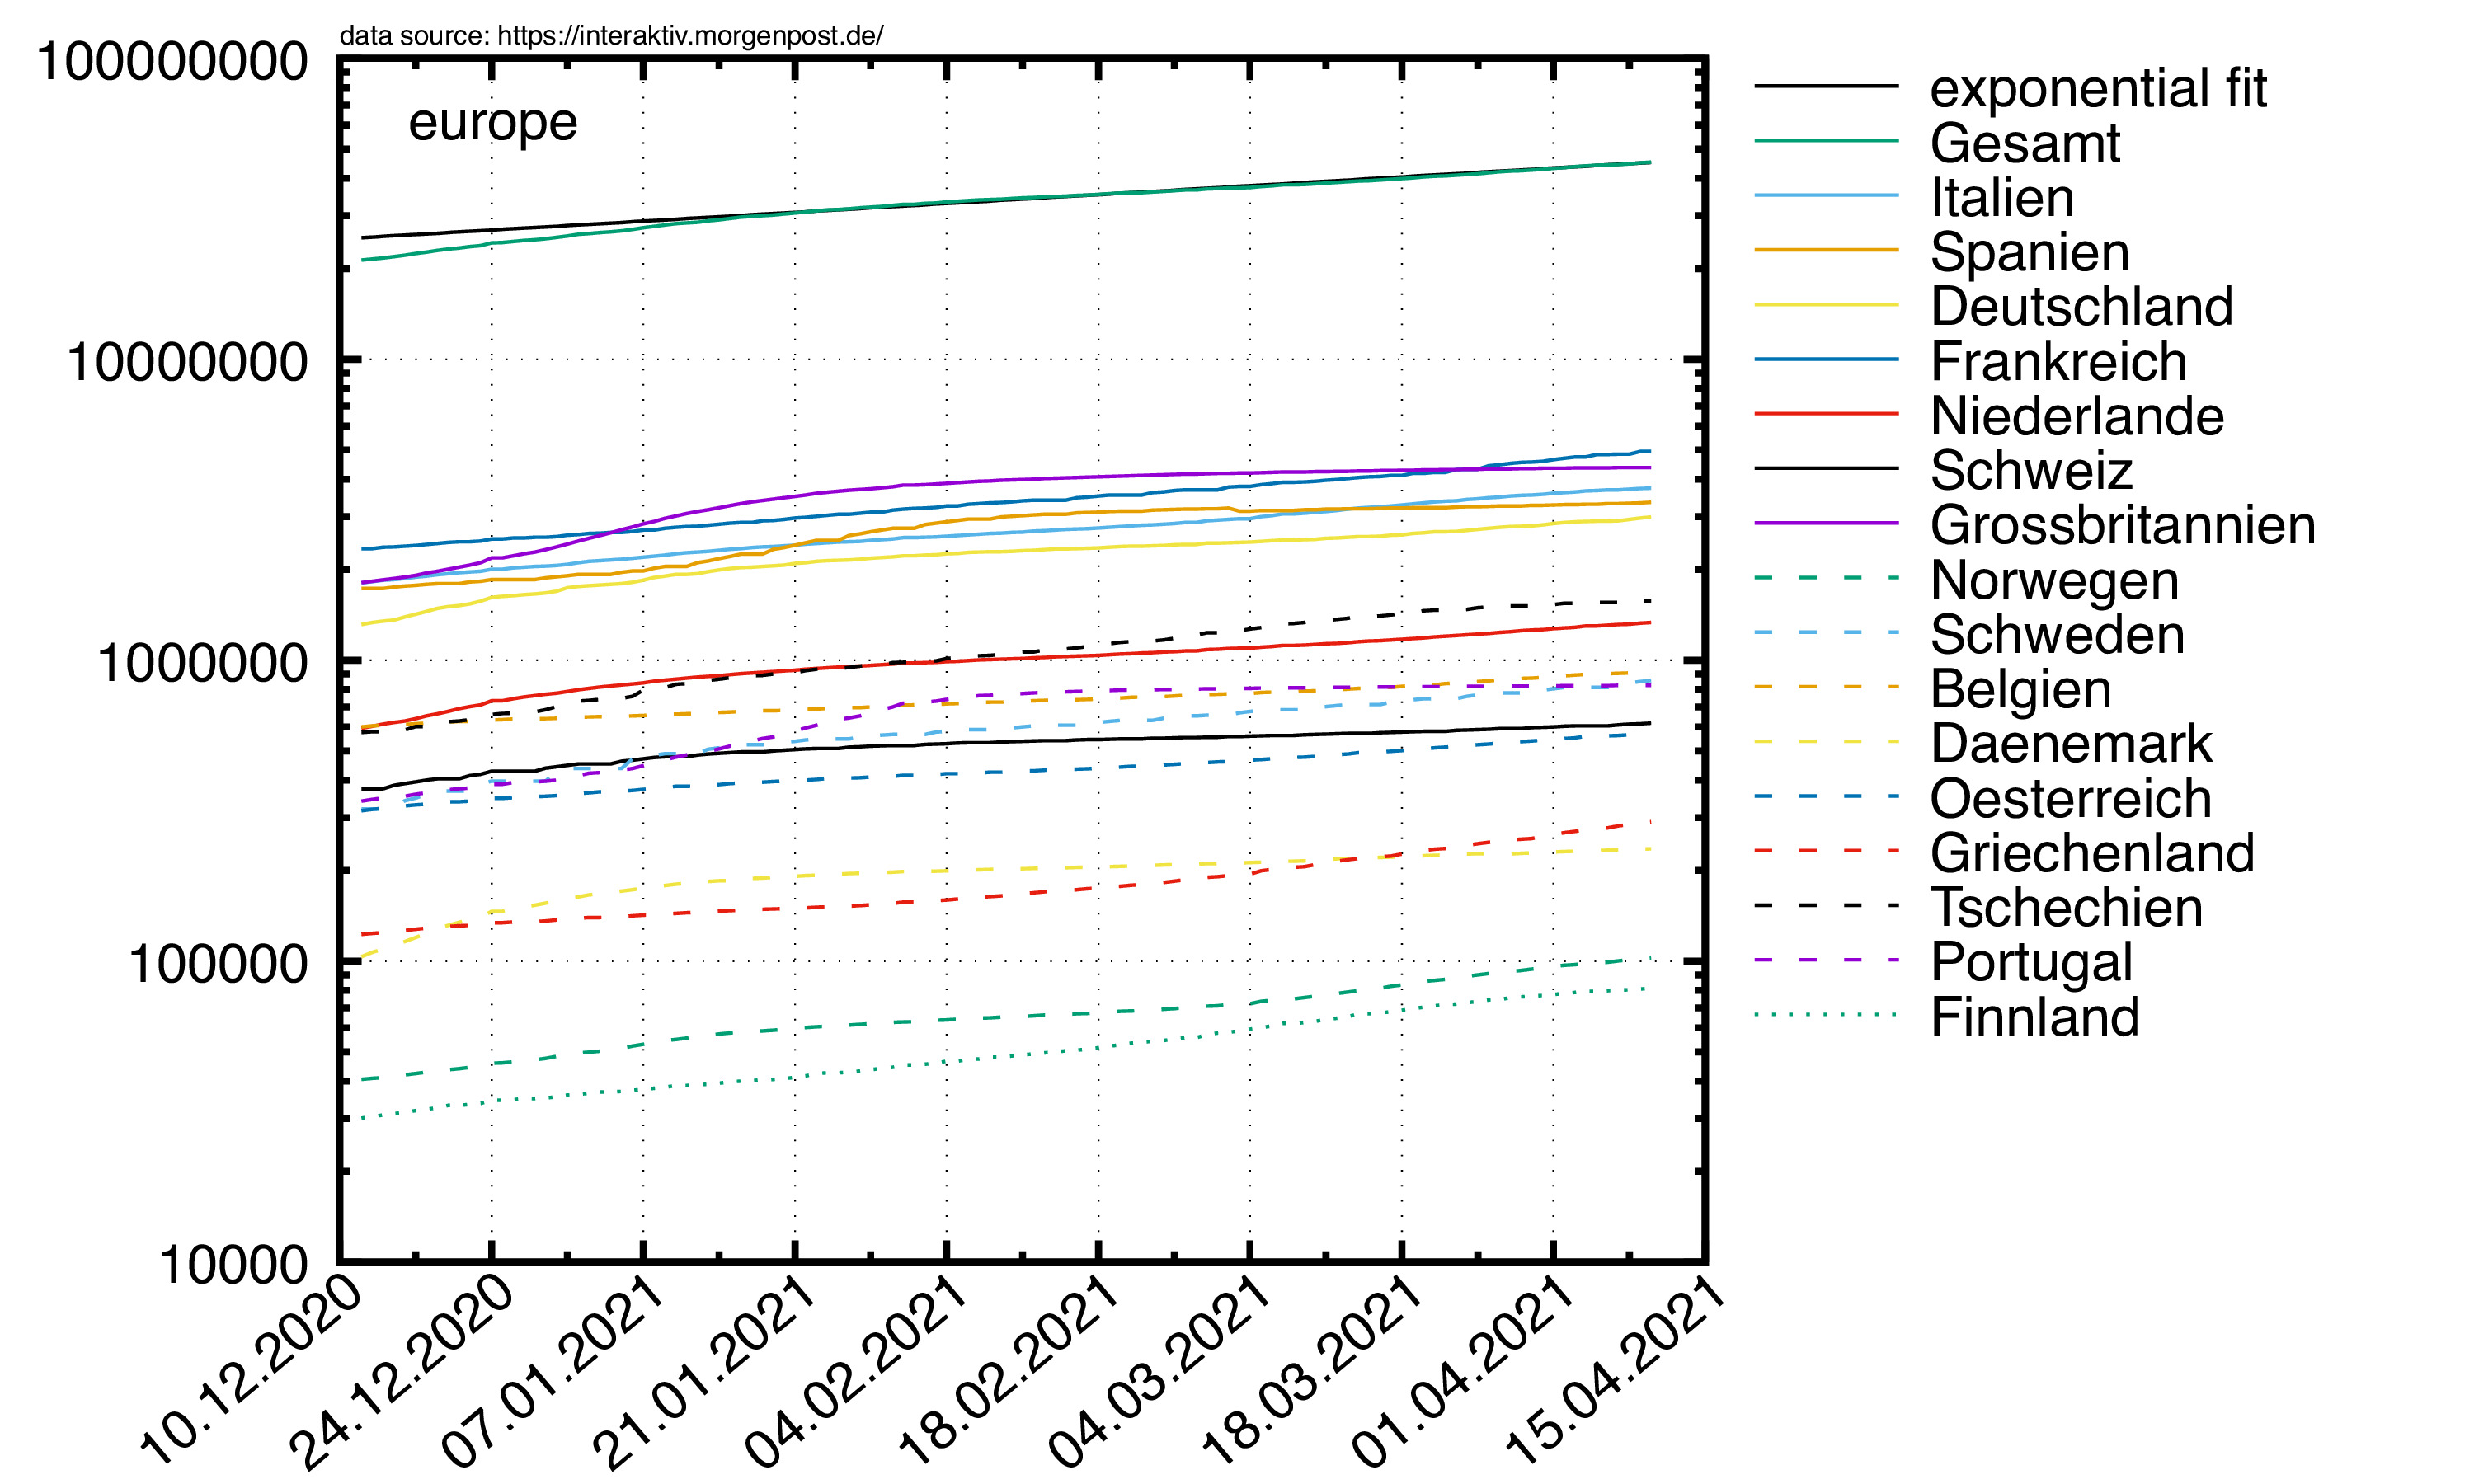 data source: https://interaktiv.morgenpost.de/
europe
100000000
10000000
1000000
100000
10000
10.12.2020
24.12.2020
07.01.2021
21.01.2021
04.02.2021
18.02.2021
04.03.2021
18.03.2021
01.04.2021
15.04.2021
exponential fit
Gesamt
Italien
Spanien
Deutschland
Frankreich
Niederlande
Schweiz
Grossbritannien
Norwegen
Schweden
Belgien
Daenemark
Oesterreich
Griechenland
Tschechien
Portugal
Finnland